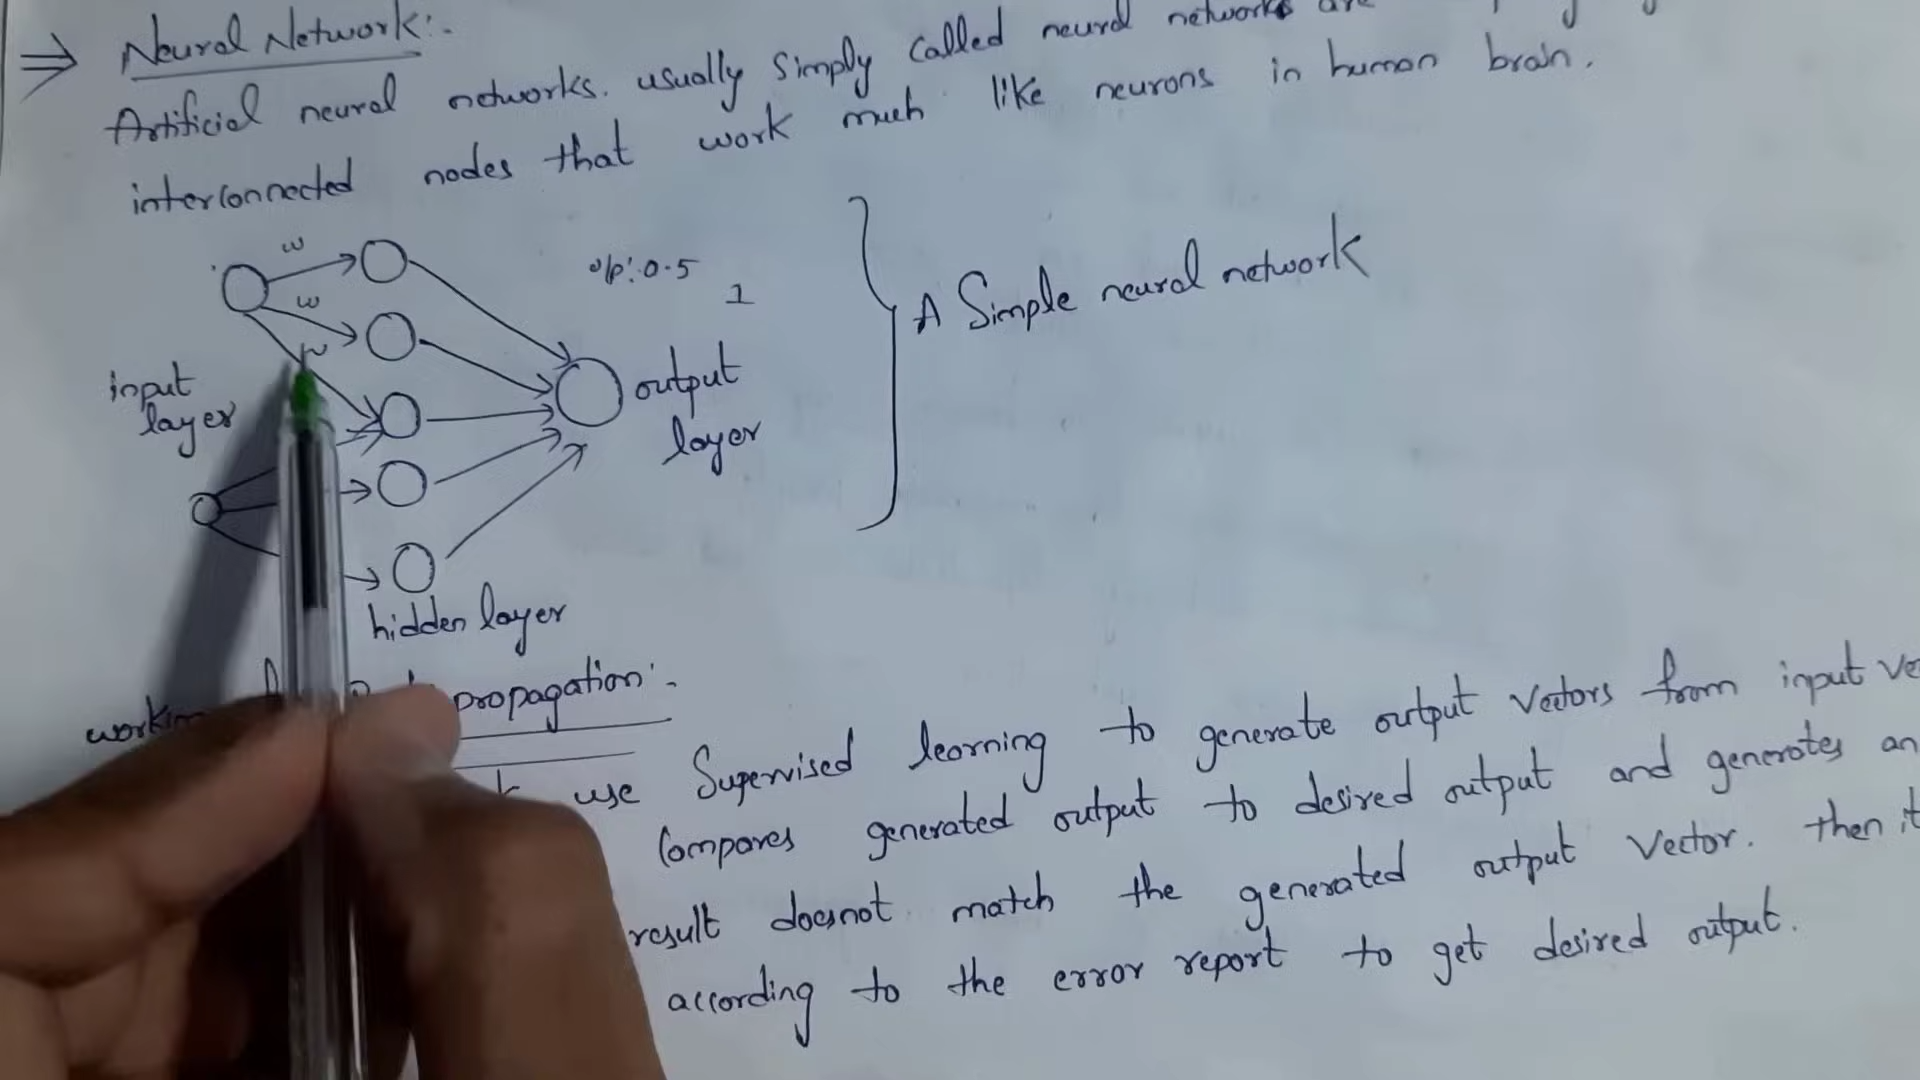 ⇒ Neural Network:-
Artificial neural networks. usually simply called neural networks are
interconnected nodes that work much like neurons in human brain.
w
w
w
o/p: 0.5
1
input
layer
output
layer
A Simple neural network
hidden layer
propagation:-
use Supervised learning to generate output Vectors from input
Compares generated output to desired output and generates an
result doesnot match the generated output Vector. then it
according to the error report to get desired output.